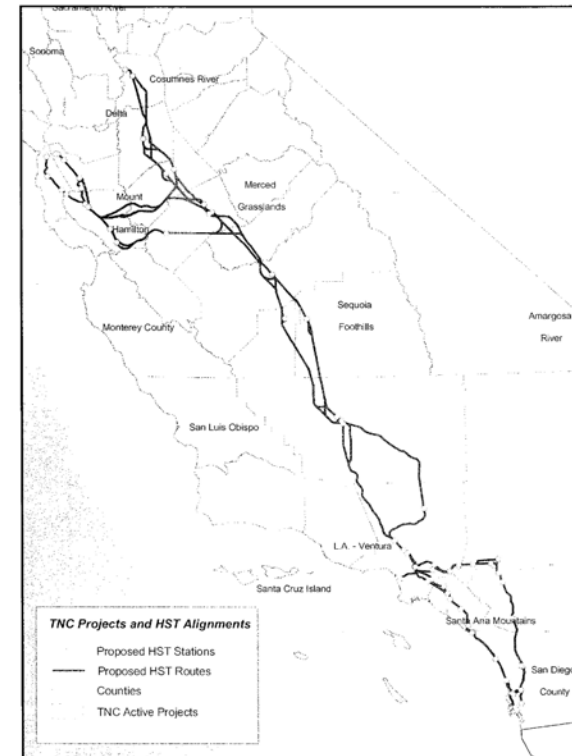 Sacramento River
Sonoma
Cosumnes River
Delta
Mount
Hamilton
Merced
Grasslands
Monterey County
Sequoia
Foothills
Amargosa
River
San Luis Obispo
L.A. - Ventura
Santa Cruz Island
Santa Ana Mountains
San Diego
County
TNC Projects and HST Alignments
Proposed HST Stations
Proposed HST Routes
Counties
TNC Active Projects